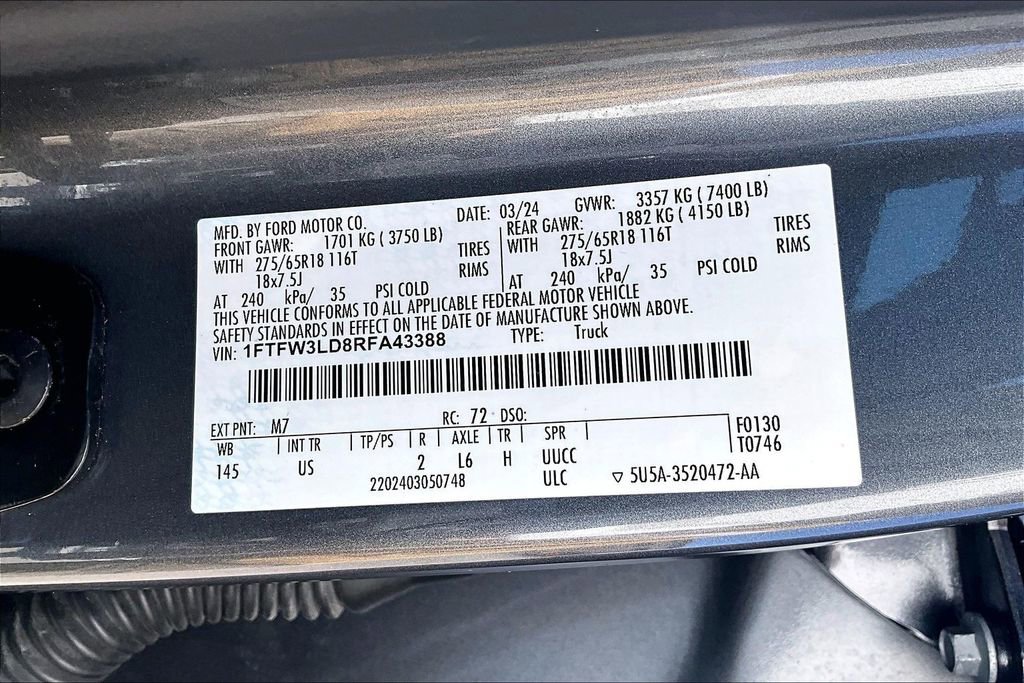 MFD. BY FORD MOTOR CO. DATE: 03/24 GVWR: 3357 KG ( 7400 LB)
FRONT GAWR: 1701 KG ( 3750 LB) REAR GAWR: 1882 KG ( 4150 LB)
WITH 275/65R18 116T TIRES WITH 275/65R18 116T TIRES
18x7.5J RIMS 18x7.5J RIMS
AT 240 kPa/ 35 PSI COLD AT 240 kPa/ 35 PSI COLD
THIS VEHICLE CONFORMS TO ALL APPLICABLE FEDERAL MOTOR VEHICLE
SAFETY STANDARDS IN EFFECT ON THE DATE OF MANUFACTURE SHOWN ABOVE.
VIN: 1FTFW3LD8RFA43388 TYPE: Truck
EXT PNT: M7 RC: 72 DSO:
WB INT TR TP/PS R AXLE TR SPR F0130
145 US 2 L6 H UUCC T0746
2202403050748 ULC ▽ 5U5A-3520472-AA